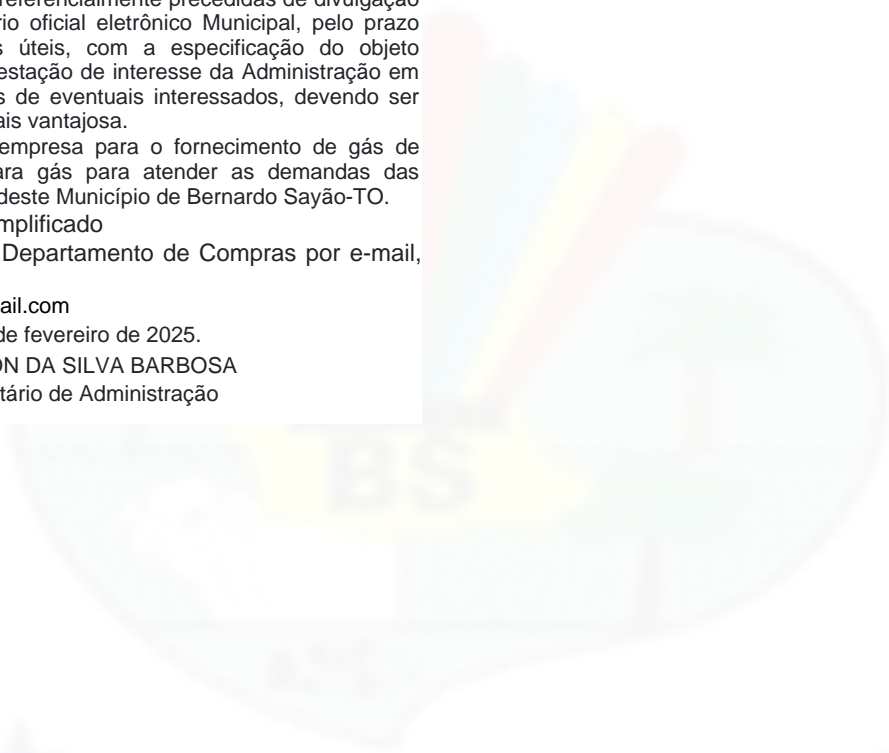 referencialmente precedidas de divulgação
rio oficial eletrônico Municipal, pelo prazo
s úteis, com a especificação do objeto
estação de interesse da Administração em
s de eventuais interessados, devendo ser
ais vantajosa.
empresa para o fornecimento de gás de
ara gás para atender as demandas das
deste Município de Bernardo Sayão-TO.
mplificado
Departamento de Compras por e-mail,
ail.com
de fevereiro de 2025.
ON DA SILVA BARBOSA
tário de Administração
BS